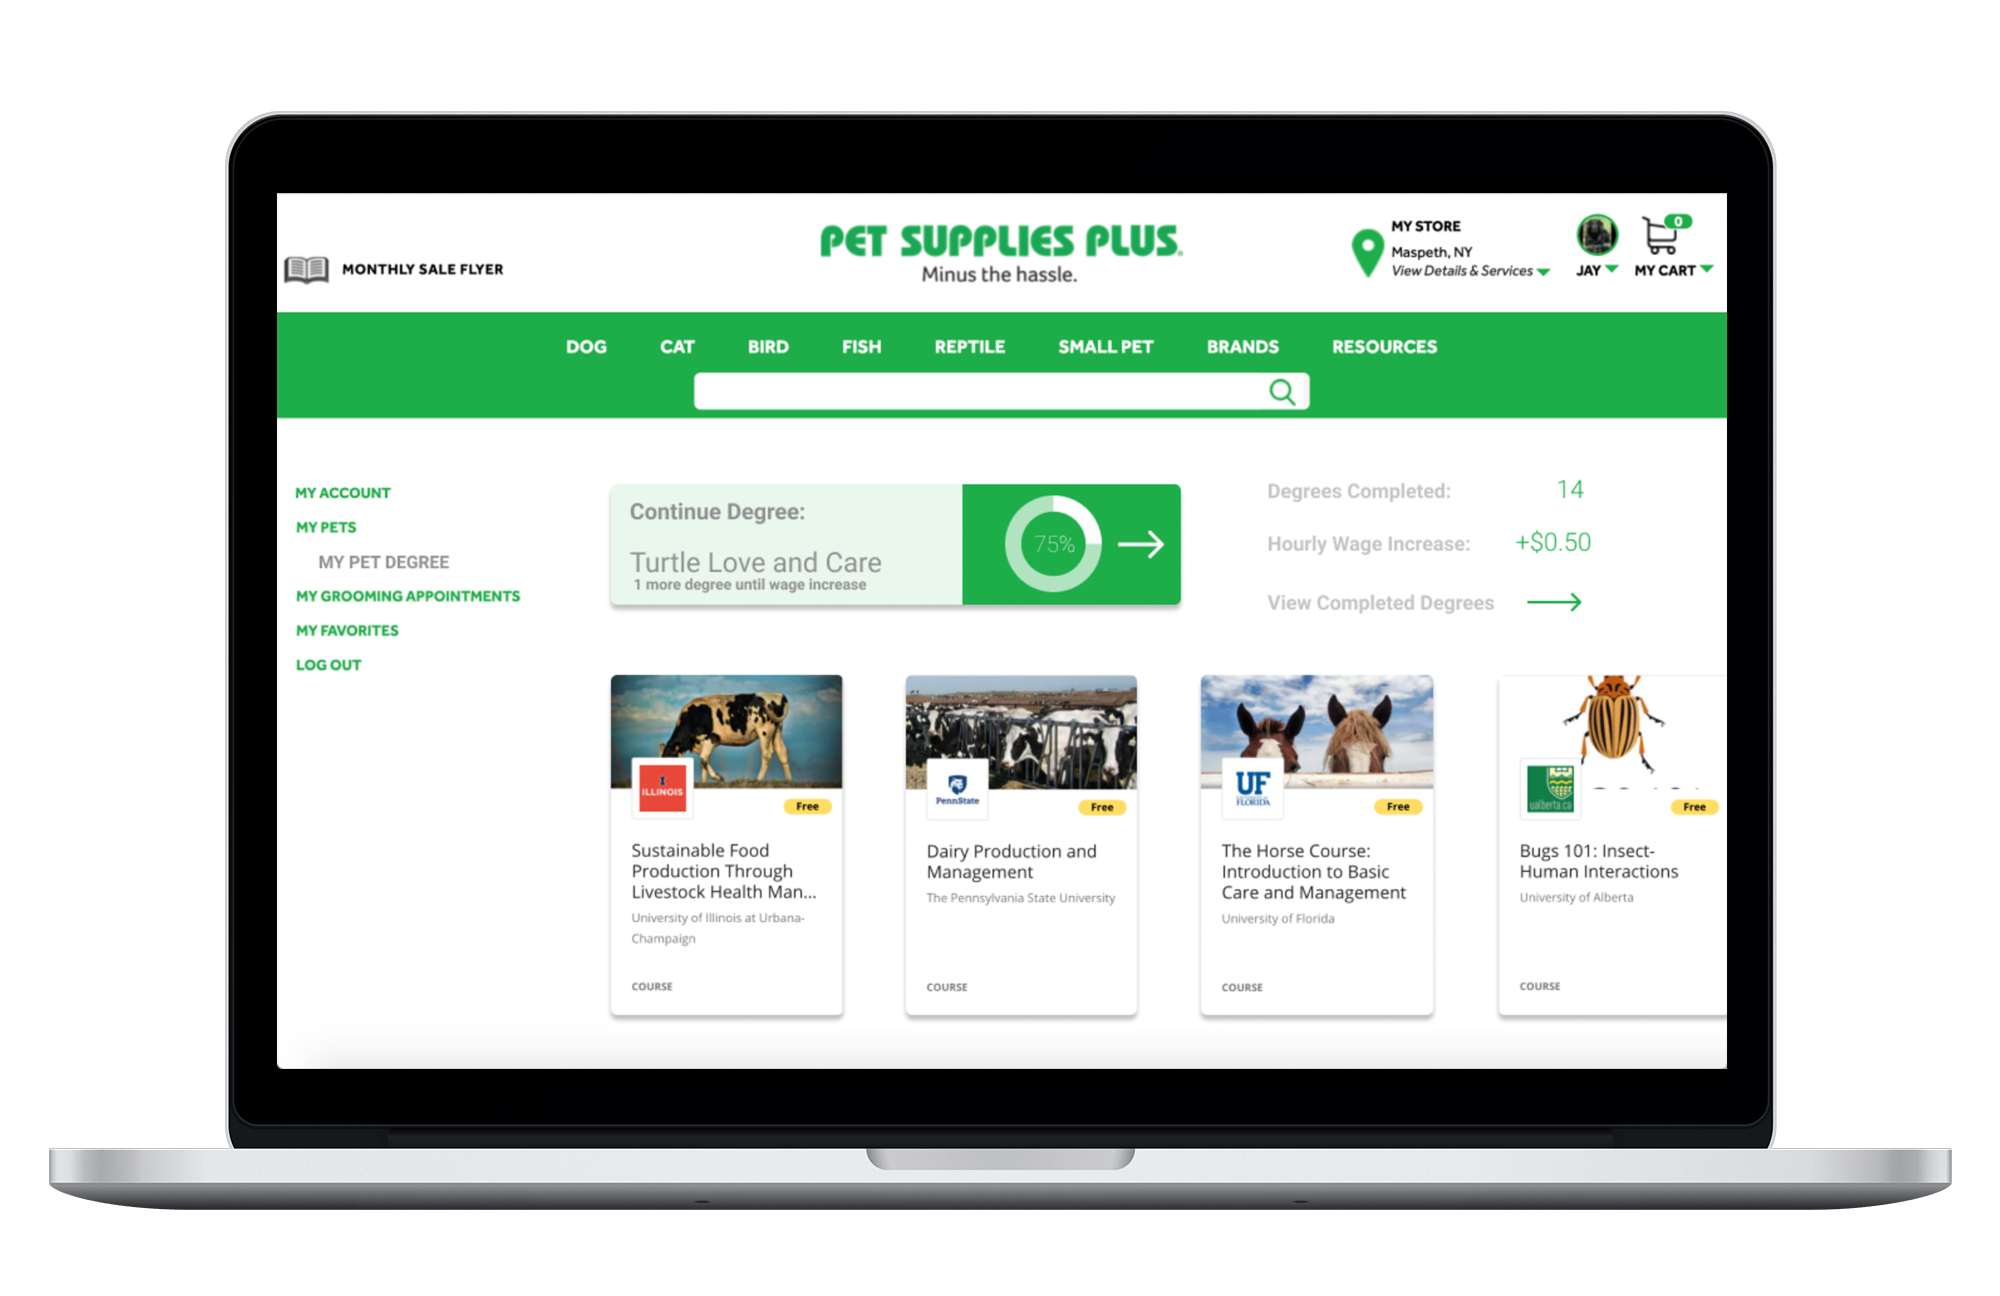 MONTHLY SALE FLYER
PET SUPPLIES PLUS.
Minus the hassle.
MY STORE
Maspeth, NY
View Details & Services
JAY
0
MY CART
DOG CAT BIRD FISH REPTILE SMALL PET BRANDS RESOURCES
MY ACCOUNT
MY PETS
MY PET DEGREE
MY GROOMING APPOINTMENTS
MY FAVORITES
LOG OUT
Continue Degree:
Turtle Love and Care
1 more degree until wage increase
75%
Degrees Completed: 14
Hourly Wage Increase: +$0.50
View Completed Degrees
I
ILLINOIS
Free
Sustainable Food
Production Through
Livestock Health Man...
University of Illinois at Urbana-
Champaign
COURSE
PennState
Free
Dairy Production and
Management
The Pennsylvania State University
COURSE
UF
UNIVERSITY of
FLORIDA
Free
The Horse Course:
Introduction to Basic
Care and Management
University of Florida
COURSE
ualberta.ca
Free
Bugs 101: Insect-
Human Interactions
University of Alberta
COURSE